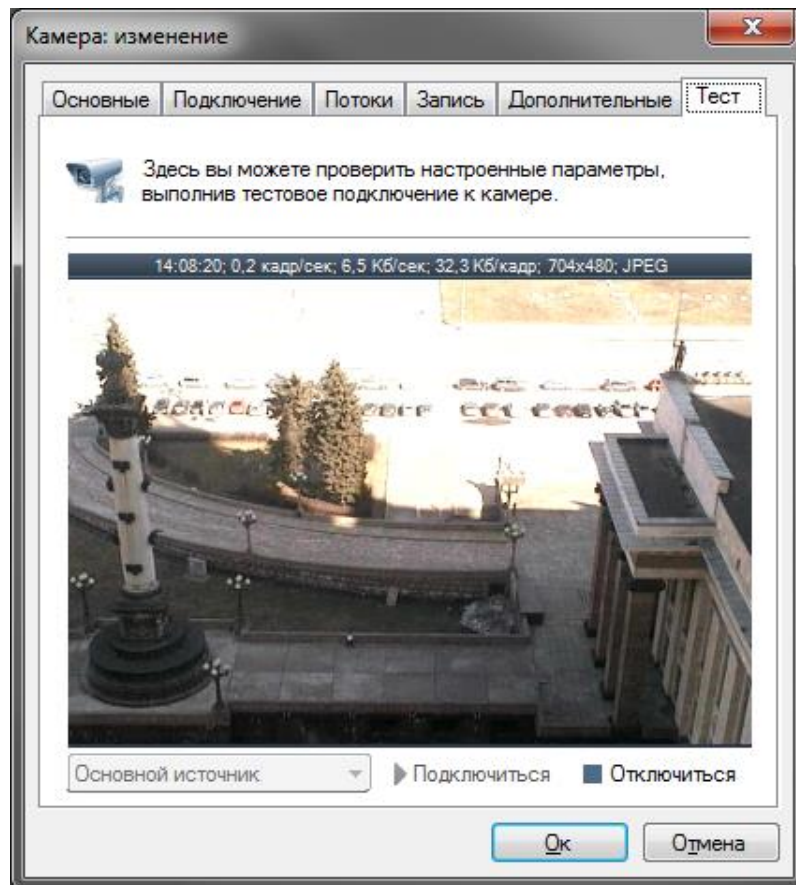 Камера: изменение
Основные Подключение Потоки Запись Дополнительные Тест
Здесь вы можете проверить настроенные параметры,
выполнив тестовое подключение к камере.
14:08:20; 0,2 кадр/сек; 6,5 Кб/сек; 32,3 Кб/кадр; 704x480; JPEG
Основной источник Подключиться Отключиться
Ок Отмена